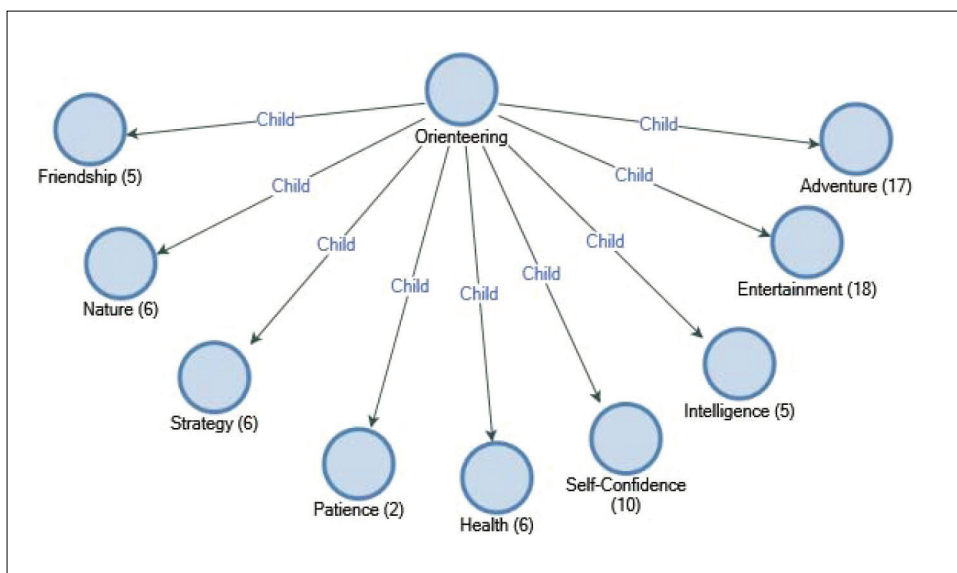 Orienteering
Child
Friendship (5)
Child
Nature (6)
Child
Strategy (6)
Child
Patience (2)
Child
Health (6)
Child
Self-Confidence
(10)
Child
Intelligence (5)
Child
Entertainment (18)
Child
Adventure (17)